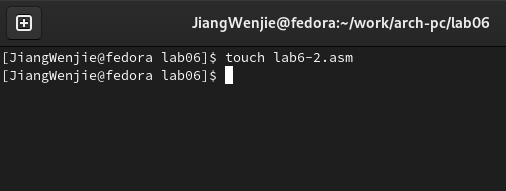 JiangWenjie@fedora:~/work/arch-pc/lab06
[JiangWenjie@fedora lab06]$ touch lab6-2.asm
[JiangWenjie@fedora lab06]$